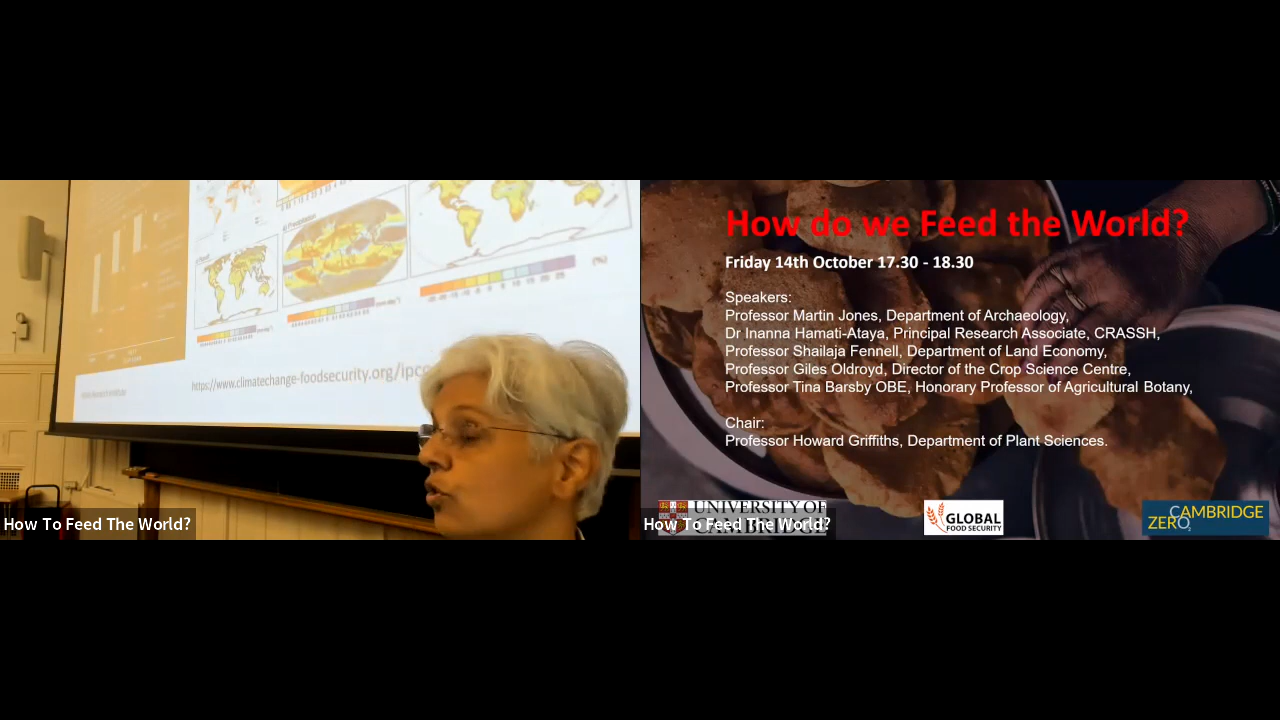 Precipitation
https://www.climatechange-foodsecurity.org/ipcc
How To Feed The World?
How do we Feed the World?
Friday 14th October 17.30 - 18.30
Speakers:
Professor Martin Jones, Department of Archaeology,
Dr Inanna Hamati-Ataya, Principal Research Associate, CRASSH,
Professor Shailaja Fennell, Department of Land Economy,
Professor Giles Oldroyd, Director of the Crop Science Centre,
Professor Tina Barsby OBE, Honorary Professor of Agricultural Botany,
Chair:
Professor Howard Griffiths, Department of Plant Sciences.
UNIVERSITY OF
CAMBRIDGE
How To Feed The World?
GLOBAL
FOOD SECURITY
CAMBRIDGE
ZERO